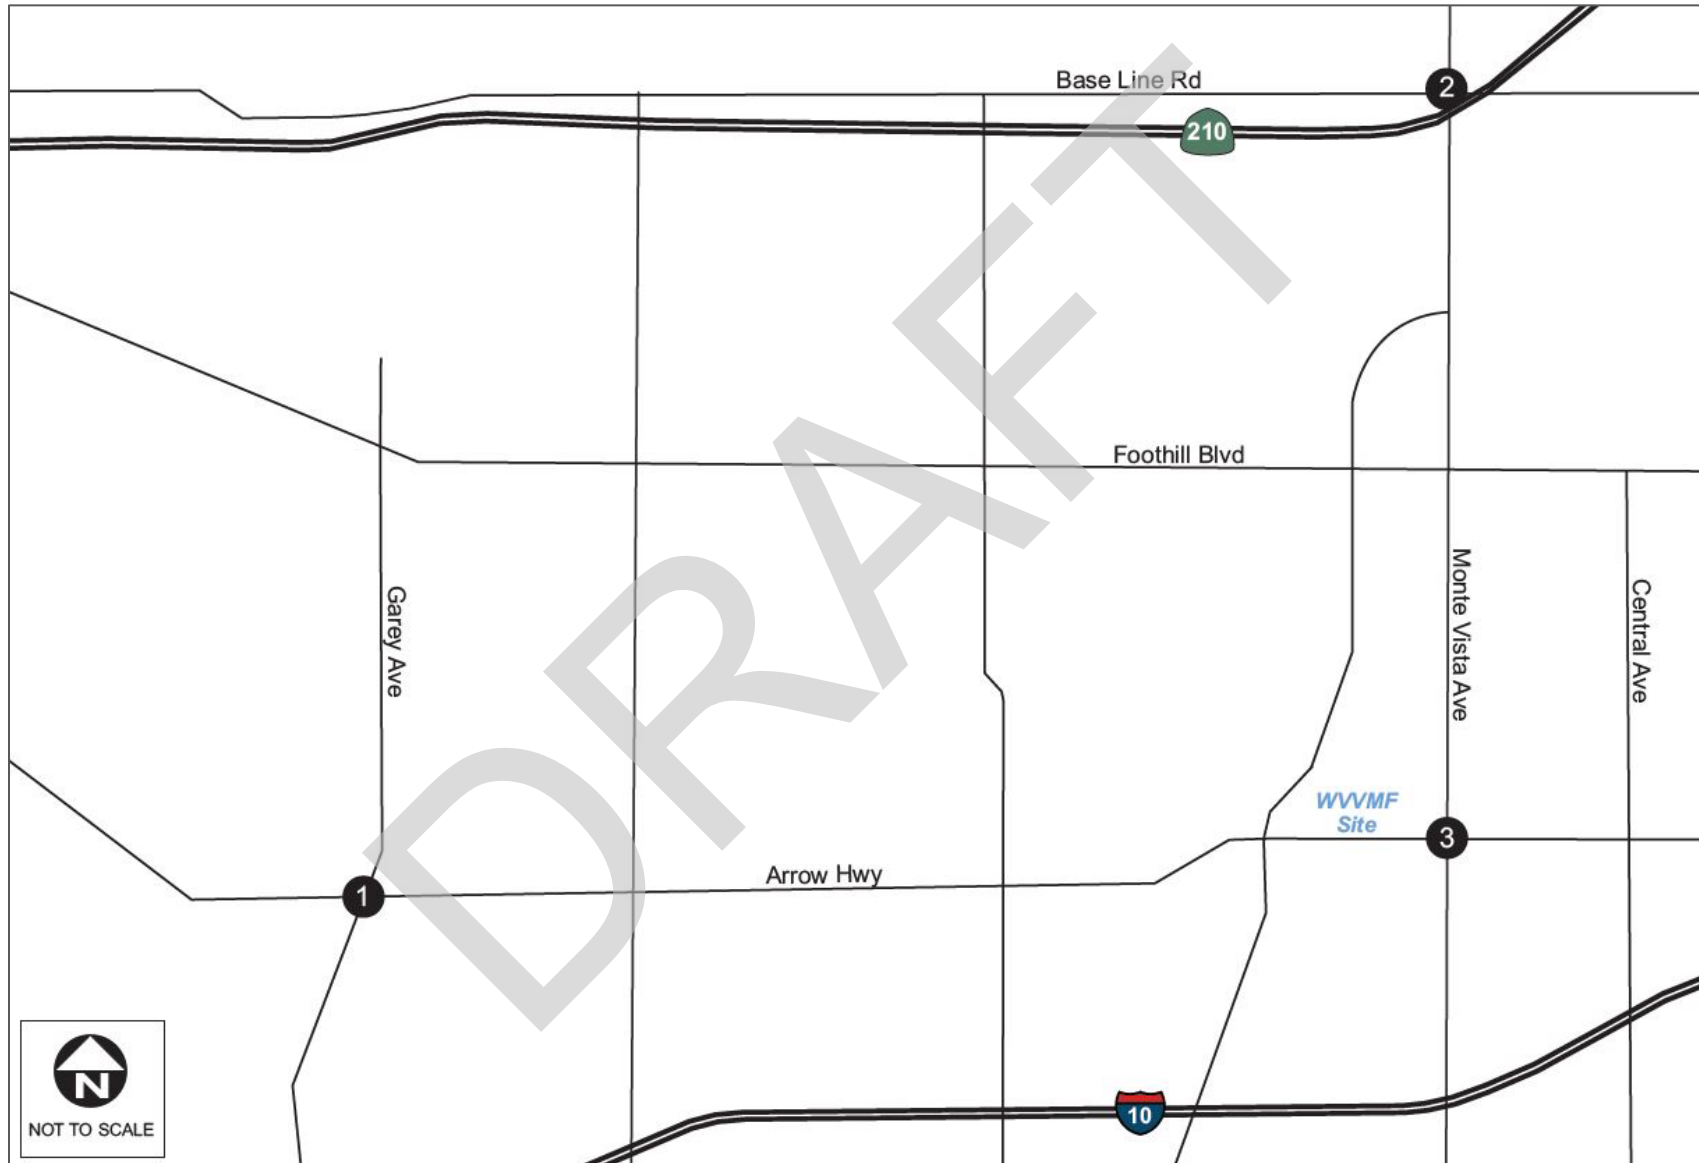 Base Line Rd
2
210
Foothill Blvd
Garey Ave
Monte Vista Ave
Central Ave
WVVMF
Site
3
Arrow Hwy
1
DRAFT
N
NOT TO SCALE
10